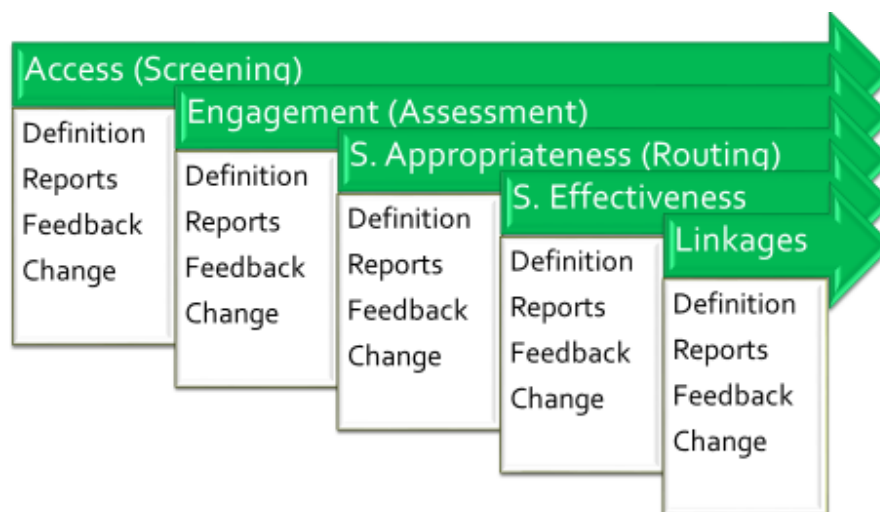 Access (Screening)
Definition
Reports
Feedback
Change
Engagement (Assessment)
Definition
Reports
Feedback
Change
S. Appropriateness (Routing)
Definition
Reports
Feedback
Change
S. Effectiveness
Definition
Reports
Feedback
Change
Linkages
Definition
Reports
Feedback
Change